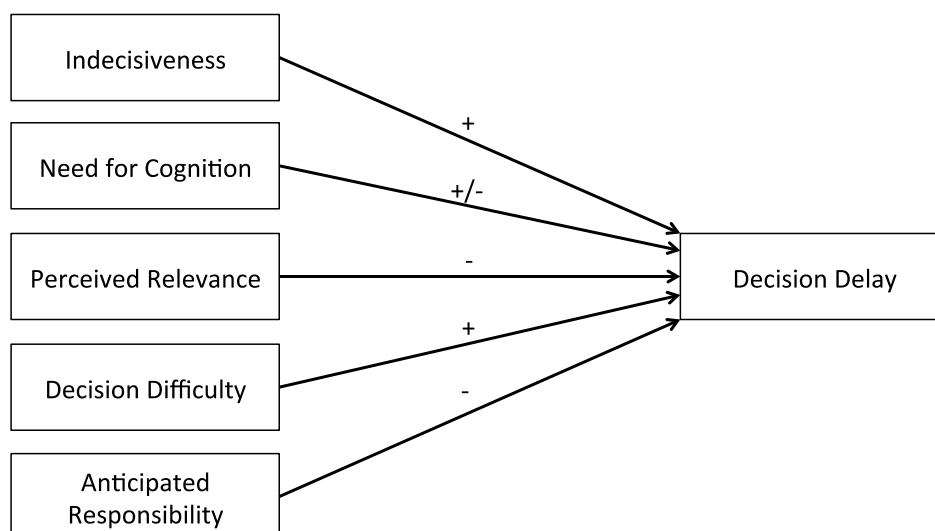 Indecisiveness
+
Need for Cognition
+/-
Perceived Relevance
-
Decision Delay
Decision Difficulty
+
Anticipated
Responsibility
-